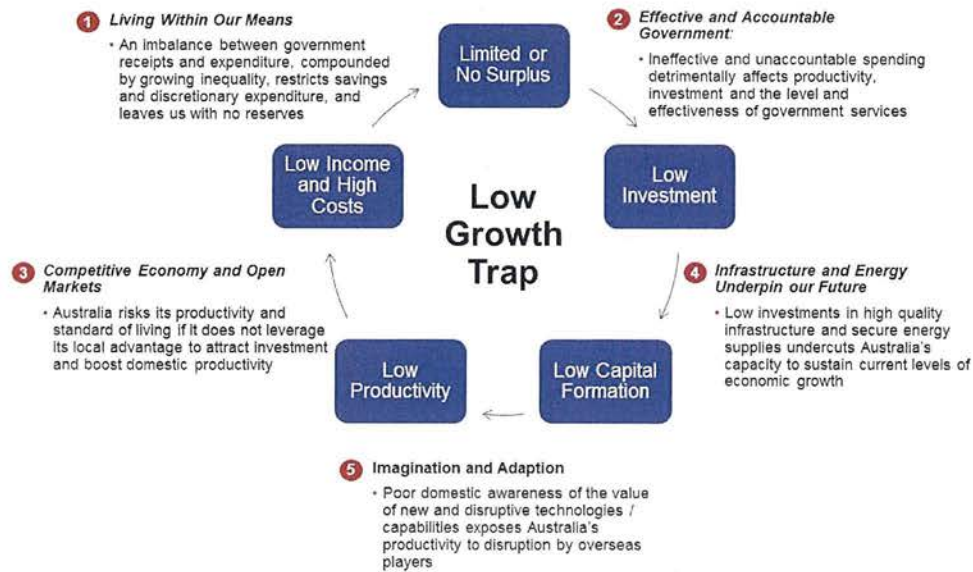 1 Living Within Our Means
• An imbalance between government
receipts and expenditure, compounded
by growing inequality, restricts savings
and discretionary expenditure, and
leaves us with no reserves
Limited or
No Surplus
2 Effective and Accountable
Government:
• Ineffective and unaccountable spending
detrimentally affects productivity,
investment and the level and
effectiveness of government services
Low Income
and High
Costs
Low
Growth
Trap
Low
Investment
3 Competitive Economy and Open
Markets
• Australia risks its productivity and
standard of living if it does not leverage
its local advantage to attract investment
and boost domestic productivity
4 Infrastructure and Energy
Underpin our Future
• Low investments in high quality
infrastructure and secure energy
supplies undercuts Australia's
capacity to sustain current levels of
economic growth
Low
Productivity
Low Capital
Formation
5 Imagination and Adaption
• Poor domestic awareness of the value
of new and disruptive technologies /
capabilities exposes Australia's
productivity to disruption by overseas
players